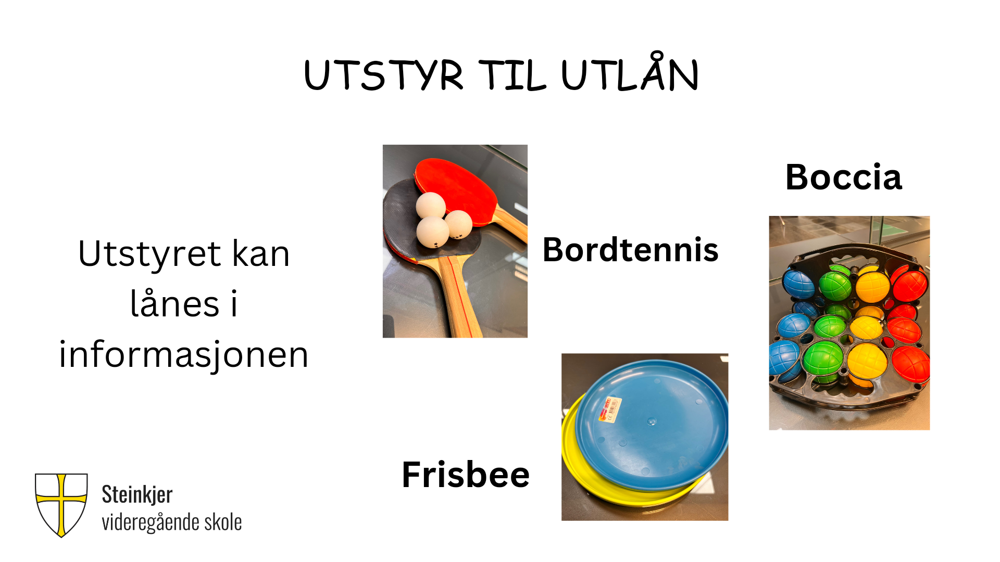 UTSTYR TIL UTLÅN
Utstyret kan
lånes i
informasjonen
Bordtennis
Boccia
Frisbee
Steinkjer
videregående skole